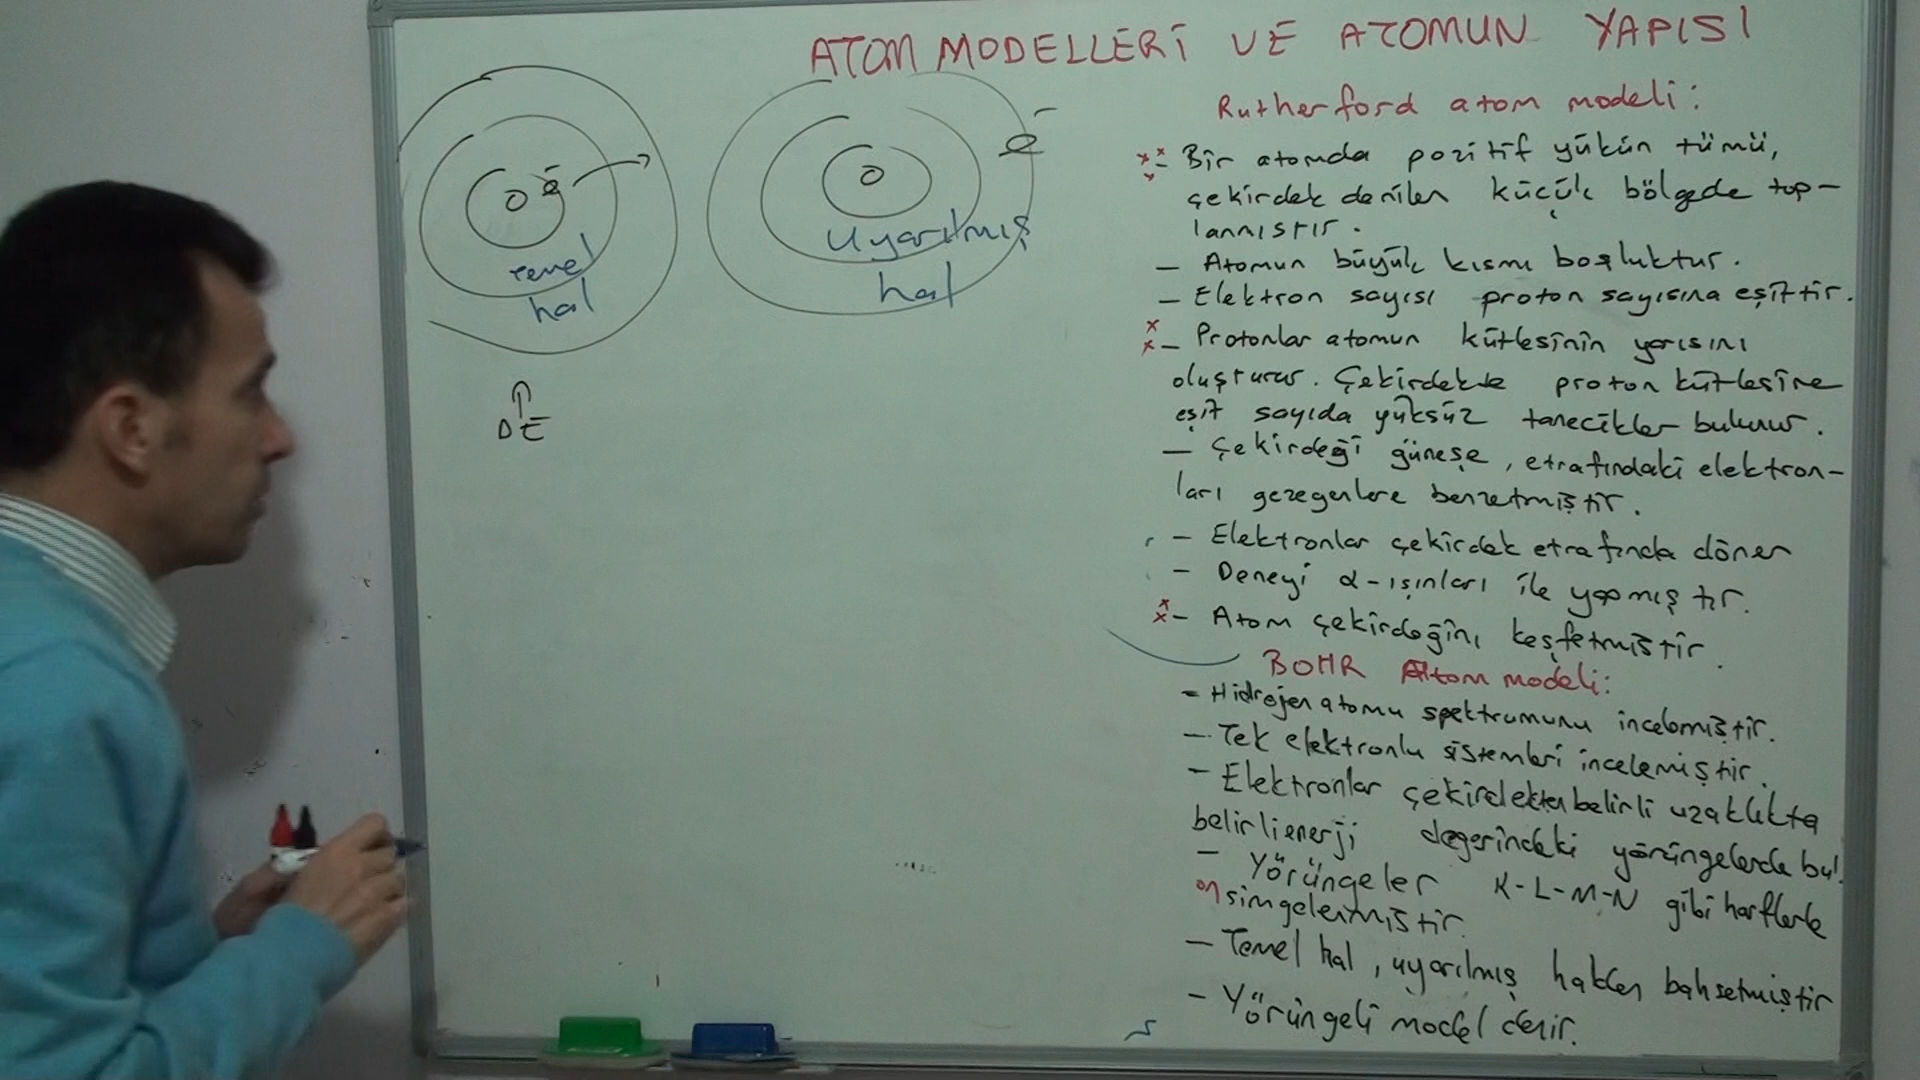 ATOM MODELLERİ VE ATOMUN YAPISI
e
temel
hal
ΔE
e
Uyarılmış
hal
Rutherford atom modeli:
- Bir atomda pozitif yükün tümü,
çekirdek denilen küçük bölgede top-
lanmıştır.
- Atomun büyük kısmı boşluktur.
- Elektron sayısı proton sayısına eşittir.
- Protonlar atomun kütlesinin yarısını
oluşturur. Çekirdekte proton kütlesine
eşit sayıda yüksüz tanecikler bulunur.
- Çekirdeği güneşe, etrafındaki elektron-
ları gezegenlere benzetmiştir.
- Elektronlar çekirdek etrafında döner
- Deneyi α-ışınları ile yapmıştır.
- Atom çekirdeğini keşfetmiştir.
BOHR Atom modeli:
- Hidrojen atomu spektrumunu incelemiştir.
- Tek elektronlu sistemleri incelemiştir.
- Elektronlar çekirdekten belirli uzaklıkta
belirli enerji değerindeki yörüngelerde bul.
- Yörüngeler K-L-M-N gibi harflerle
simgelenmiştir.
- Temel hal, uyarılmış halden bahsetmiştir
- Yörüngeli model denir.